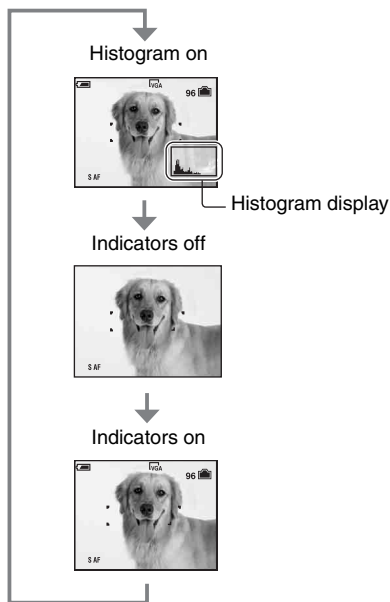 Histogram on
VGA
96
S AF
Histogram display
Indicators off
S AF
Indicators on
VGA
96
S AF